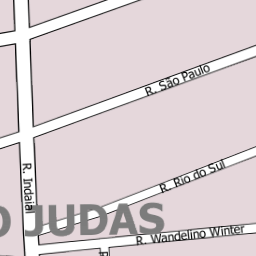 R. São Paulo
R. Rio do Sul
R. Indaial
O JUDAS
R. Wandelino Winter
R